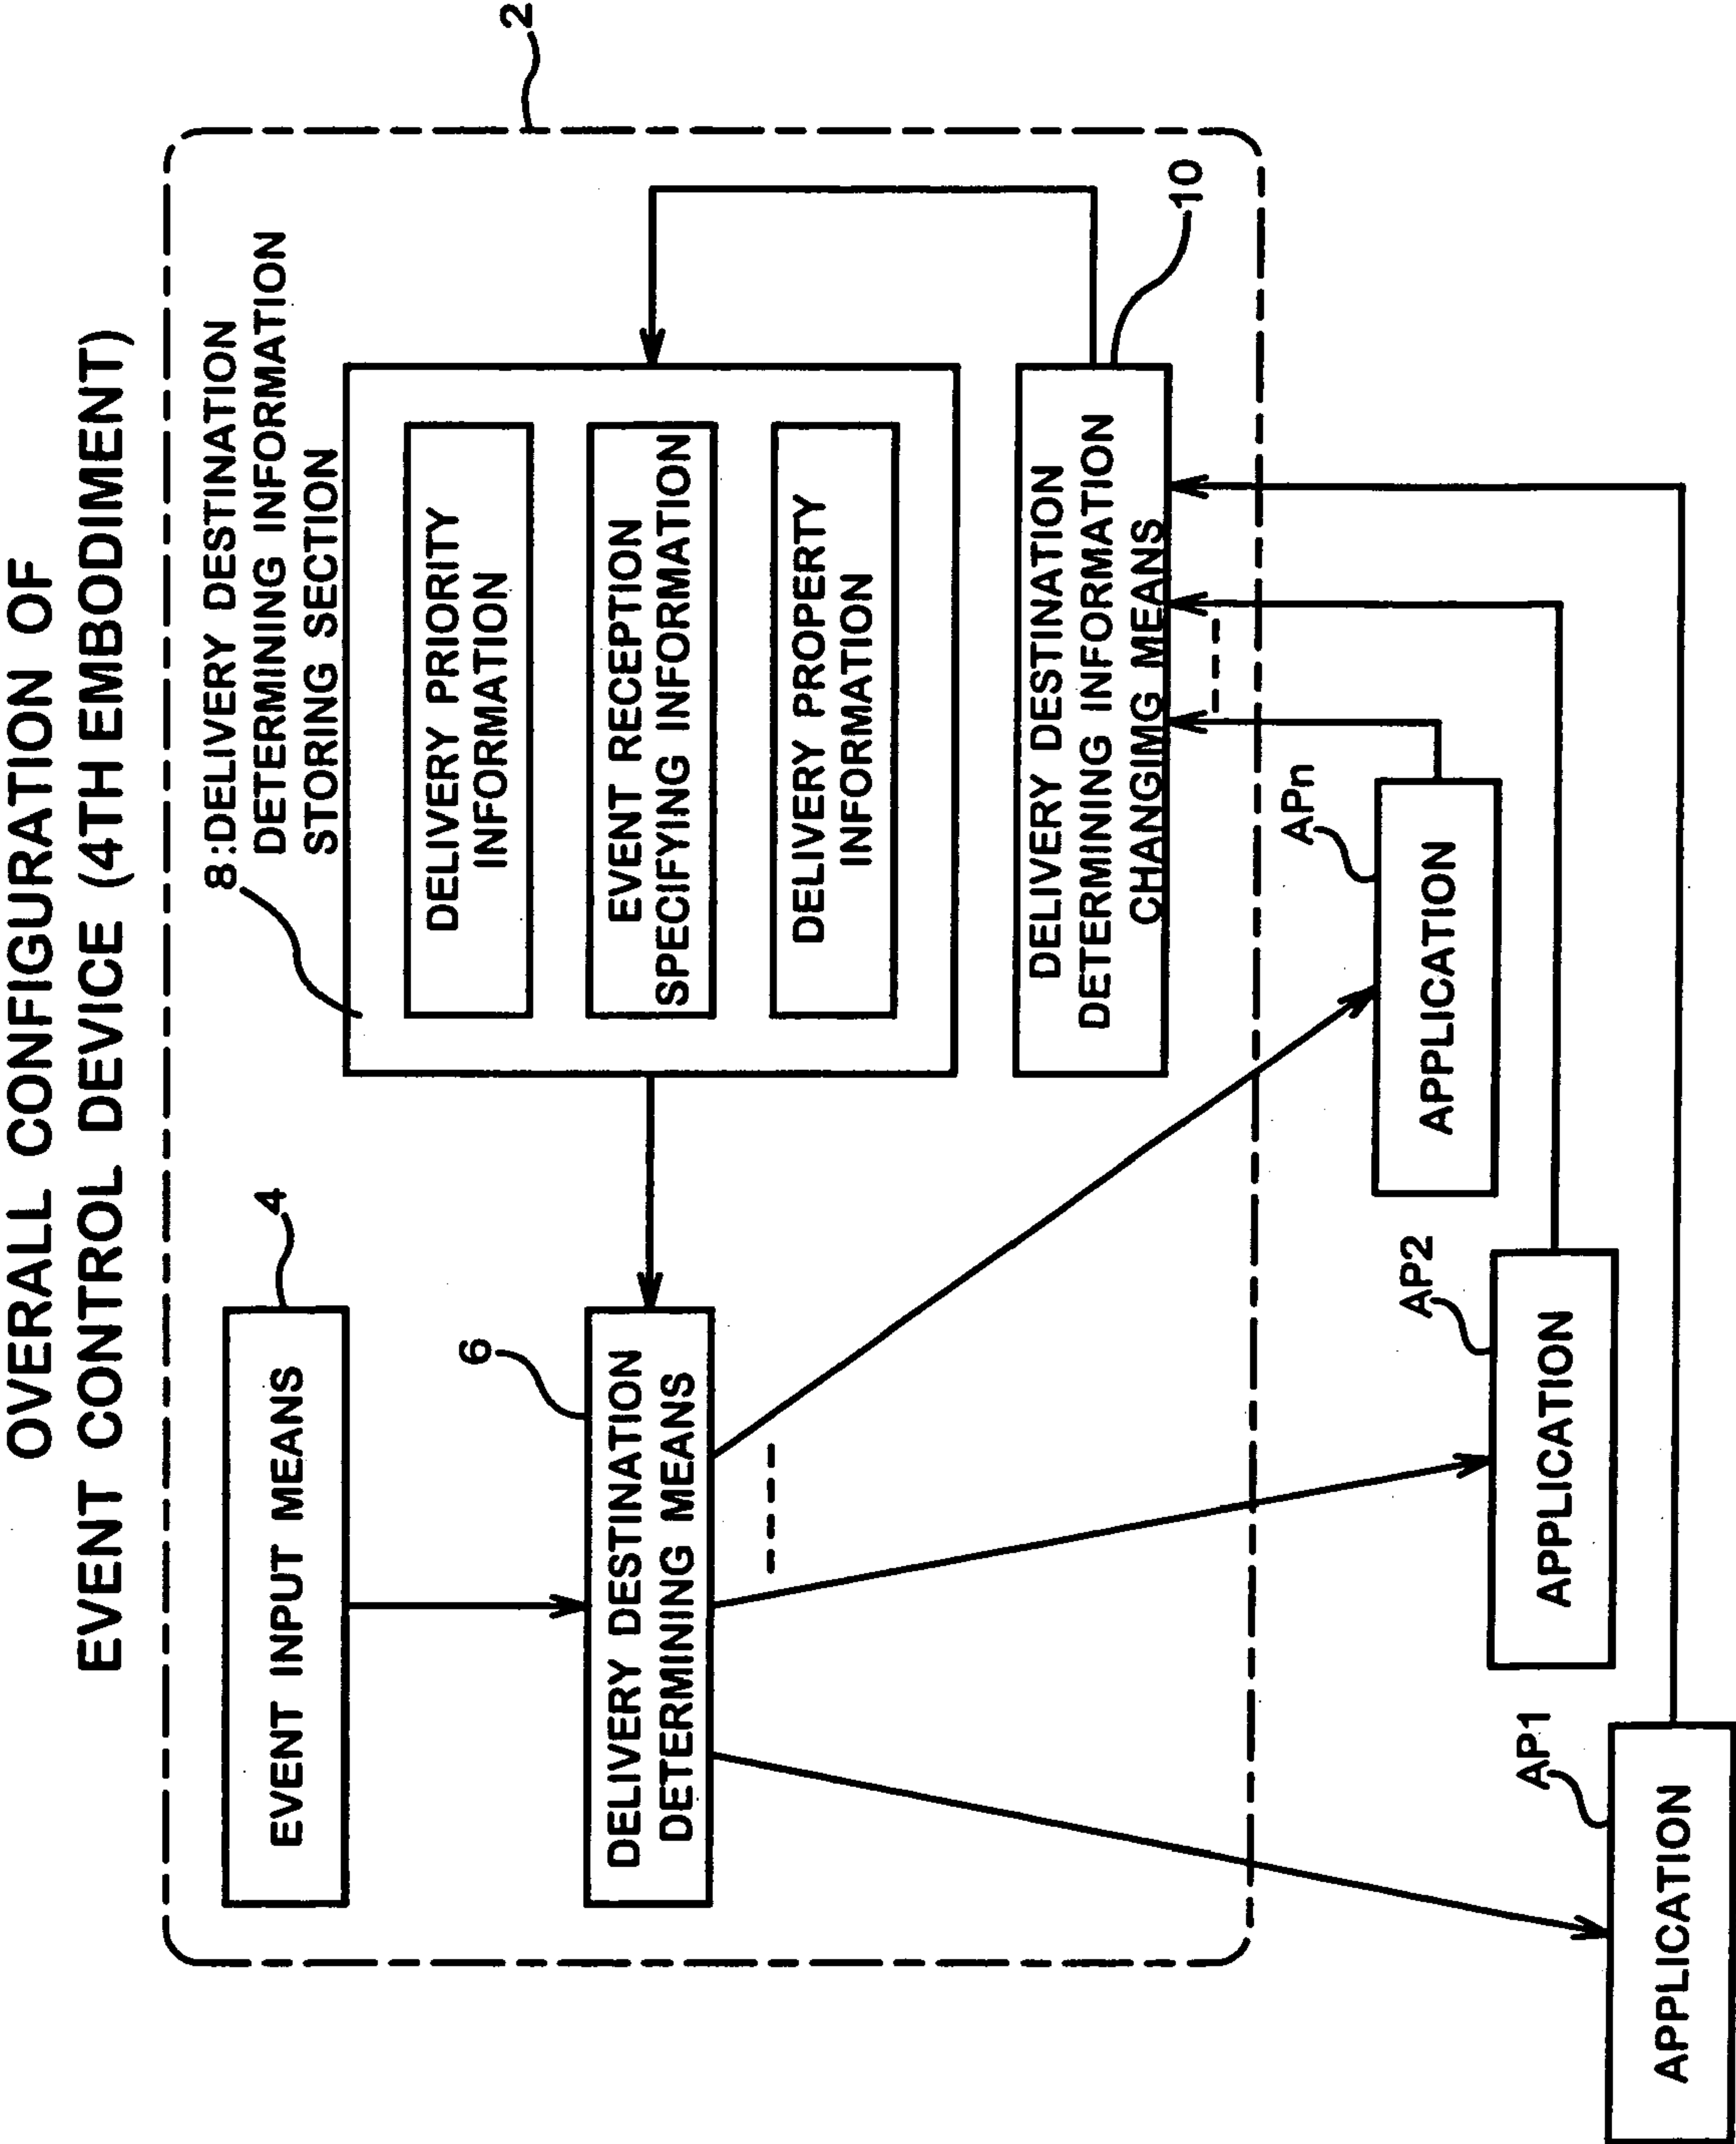 OVERALL CONFIGURATION OF
EVENT CONTROL DEVICE (4TH EMBODIMENT)
2
8:DELIVERY DESTINATION
DETERMINING INFORMATION
STORING SECTION
4
EVENT INPUT MEANS
DELIVERY PRIORITY
INFORMATION
EVENT RECEPTION
SPECIFYING INFORMATION
DELIVERY PROPERTY
INFORMATION
6
DELIVERY DESTINATION
DETERMINING MEANS
DELIVERY DESTINATION
DETERMINING INFORMATION
CHANGIMG MEANS
10
APn
APPLICATION
AP2
APPLICATION
AP1
APPLICATION